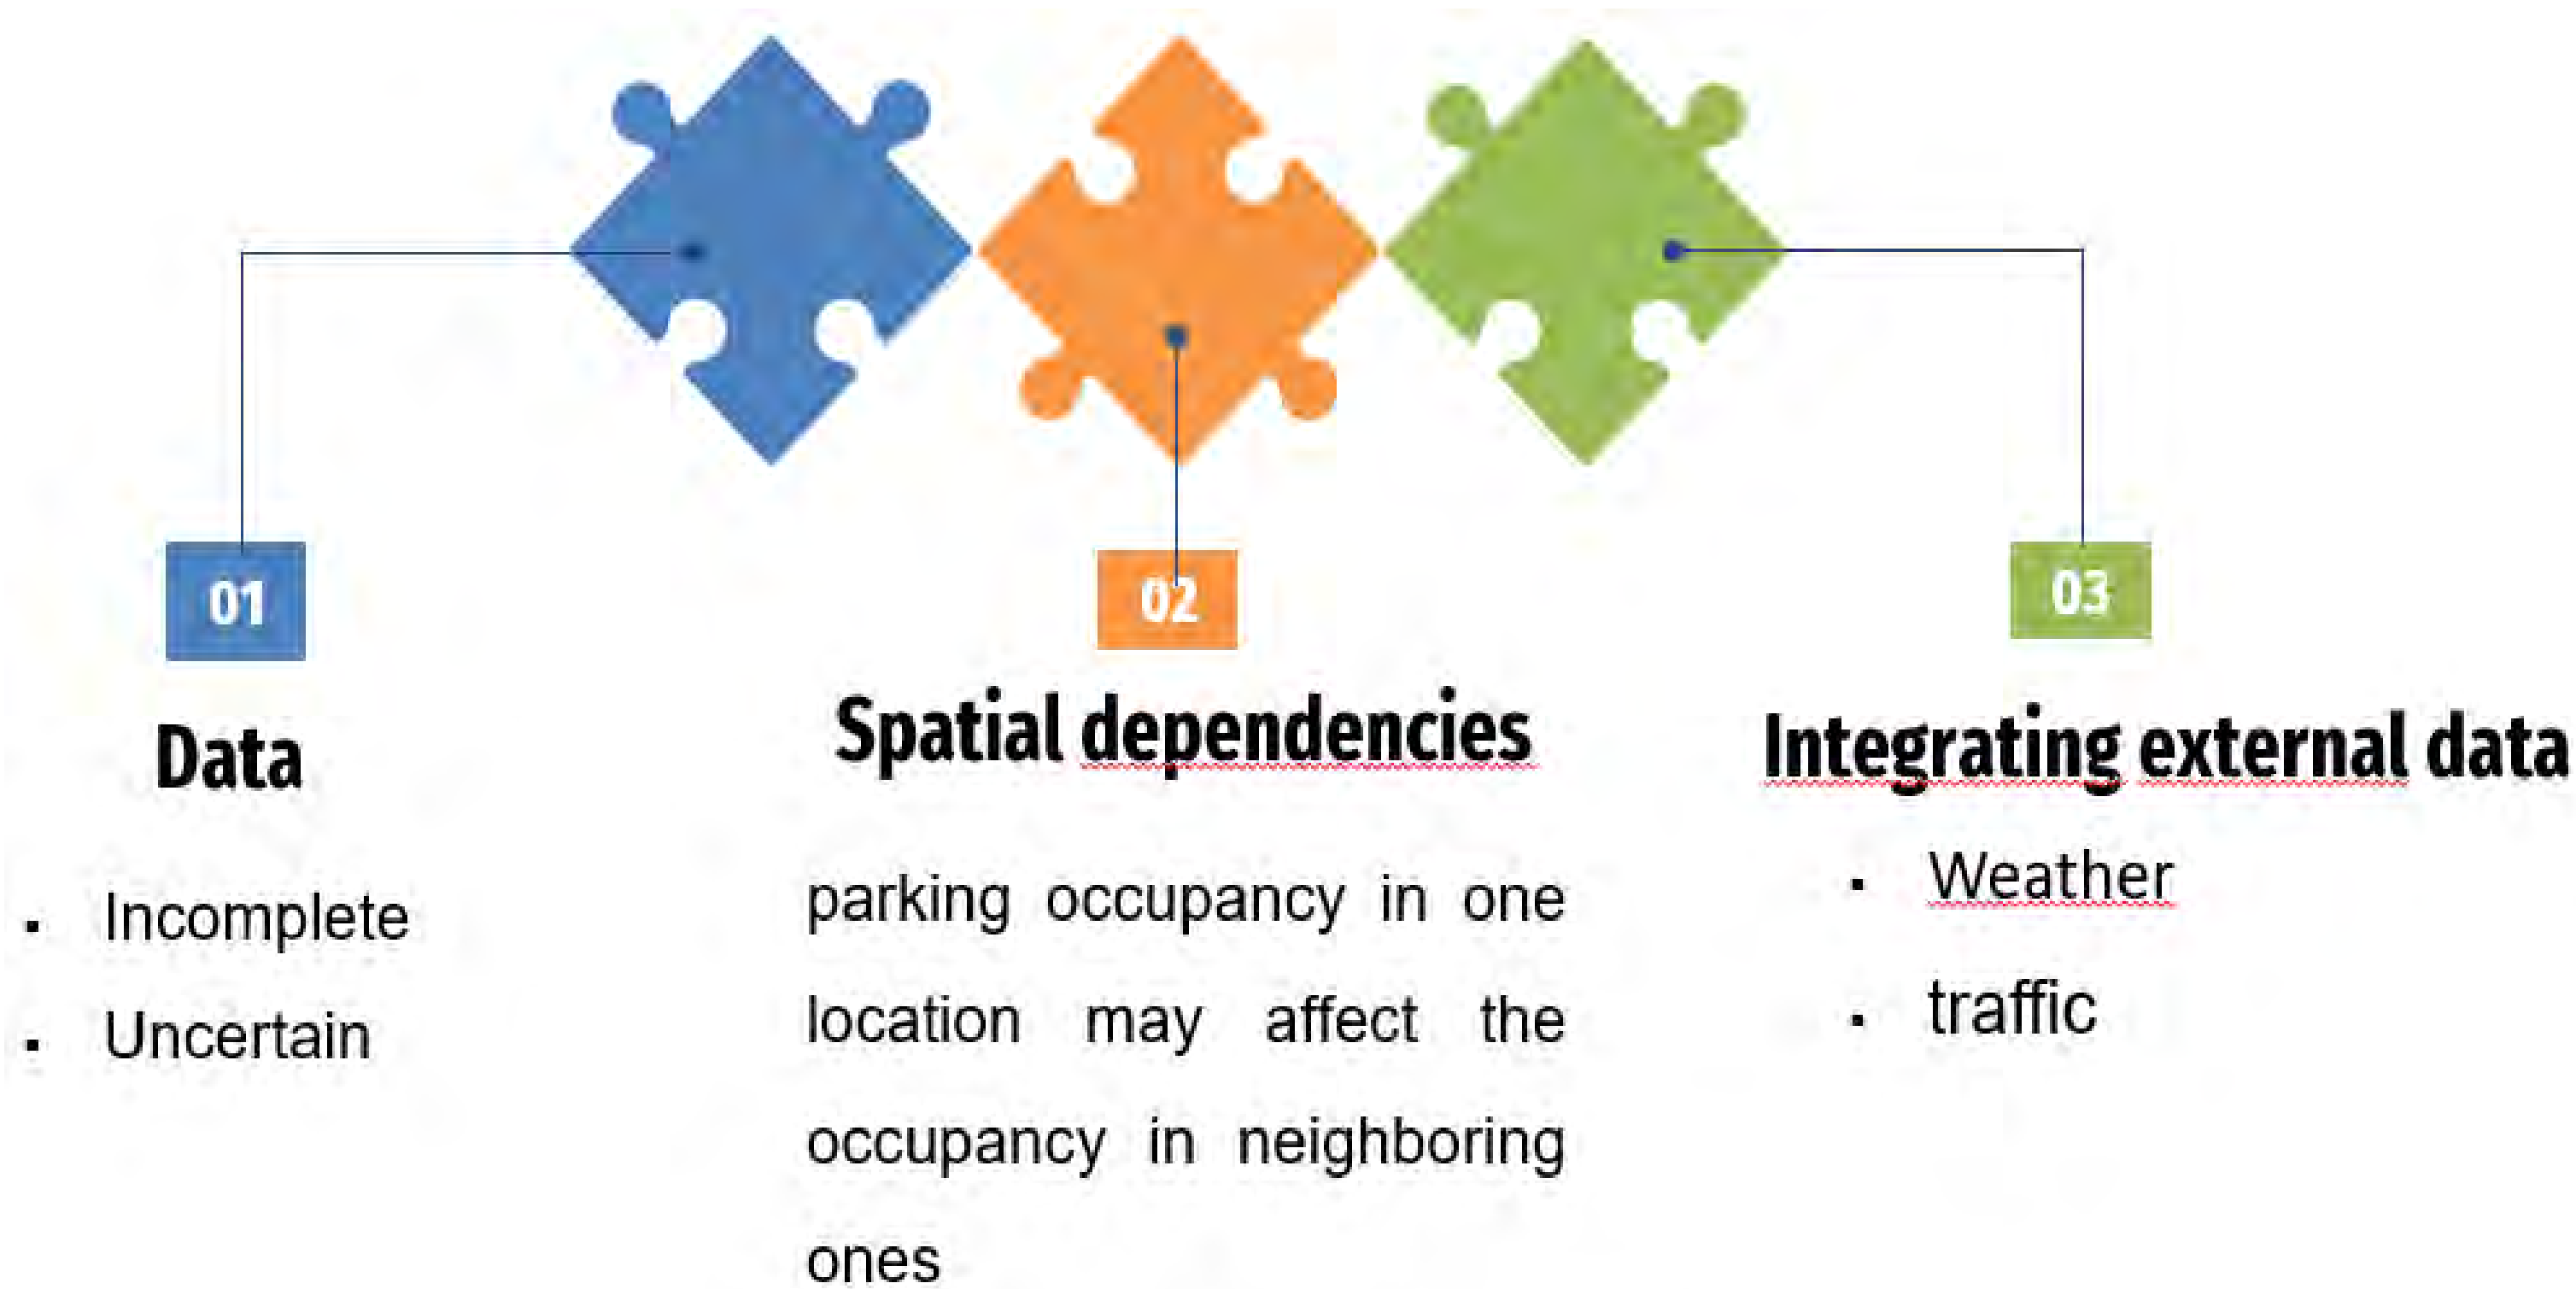 01
Data
Incomplete
Uncertain
02
Spatial dependencies
parking occupancy in one
location may affect the
occupancy in neighboring
ones
03
Integrating external data
Weather
traffic